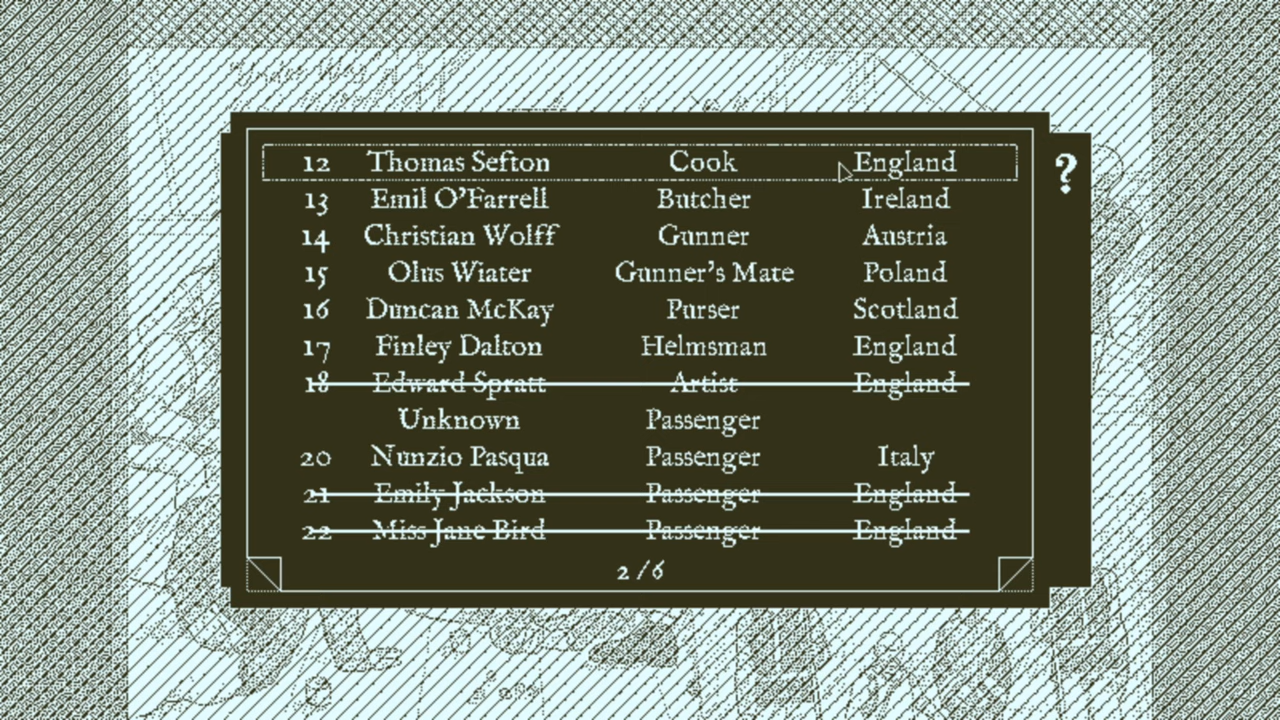 12 Thomas Sefton Cook England
13 Emil O'Farrell Butcher Ireland
14 Christian Wolff Gunner Austria
15 Olus Wiater Gunner's Mate Poland
16 Duncan McKay Purser Scotland
17 Finley Dalton Helmsman England
18 Edward Spratt Artist England
Unknown Passenger
20 Nunzio Pasqua Passenger Italy
21 Emily Jackson Passenger England
22 Miss Jane Bird Passenger England
2 /6
?